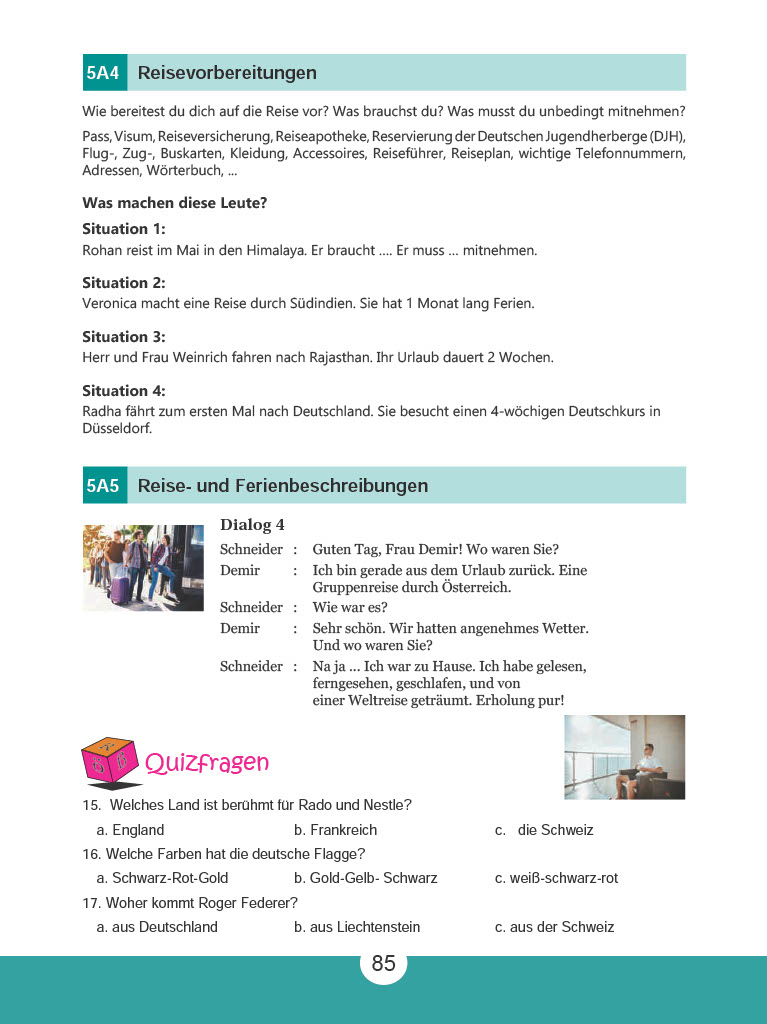 5A4 Reisevorbereitungen
Wie bereitest du dich auf die Reise vor? Was brauchst du? Was musst du unbedingt mitnehmen?
Pass, Visum, Reiseversicherung, Reiseapotheke, Reservierung der Deutschen Jugendherberge (DJH),
Flug-, Zug-, Buskarten, Kleidung, Accessoires, Reiseführer, Reiseplan, wichtige Telefonnummern,
Adressen, Wörterbuch, ...
Was machen diese Leute?
Situation 1:
Rohan reist im Mai in den Himalaya. Er braucht .... Er muss ... mitnehmen.
Situation 2:
Veronica macht eine Reise durch Südindien. Sie hat 1 Monat lang Ferien.
Situation 3:
Herr und Frau Weinrich fahren nach Rajasthan. Ihr Urlaub dauert 2 Wochen.
Situation 4:
Radha fährt zum ersten Mal nach Deutschland. Sie besucht einen 4-wöchigen Deutschkurs in
Düsseldorf.
5A5 Reise- und Ferienbeschreibungen
Dialog 4
Schneider : Guten Tag, Frau Demir! Wo waren Sie?
Demir : Ich bin gerade aus dem Urlaub zurück. Eine
Gruppenreise durch Österreich.
Schneider : Wie war es?
Demir : Sehr schön. Wir hatten angenehmes Wetter.
Und wo waren Sie?
Schneider : Na ja ... Ich war zu Hause. Ich habe gelesen,
ferngesehen, geschlafen, und von
einer Weltreise geträumt. Erholung pur!
Quizfragen
15. Welches Land ist berühmt für Rado und Nestle?
a. England b. Frankreich c. die Schweiz
16. Welche Farben hat die deutsche Flagge?
a. Schwarz-Rot-Gold b. Gold-Gelb- Schwarz c. weiß-schwarz-rot
17. Woher kommt Roger Federer?
a. aus Deutschland b. aus Liechtenstein c. aus der Schweiz
85